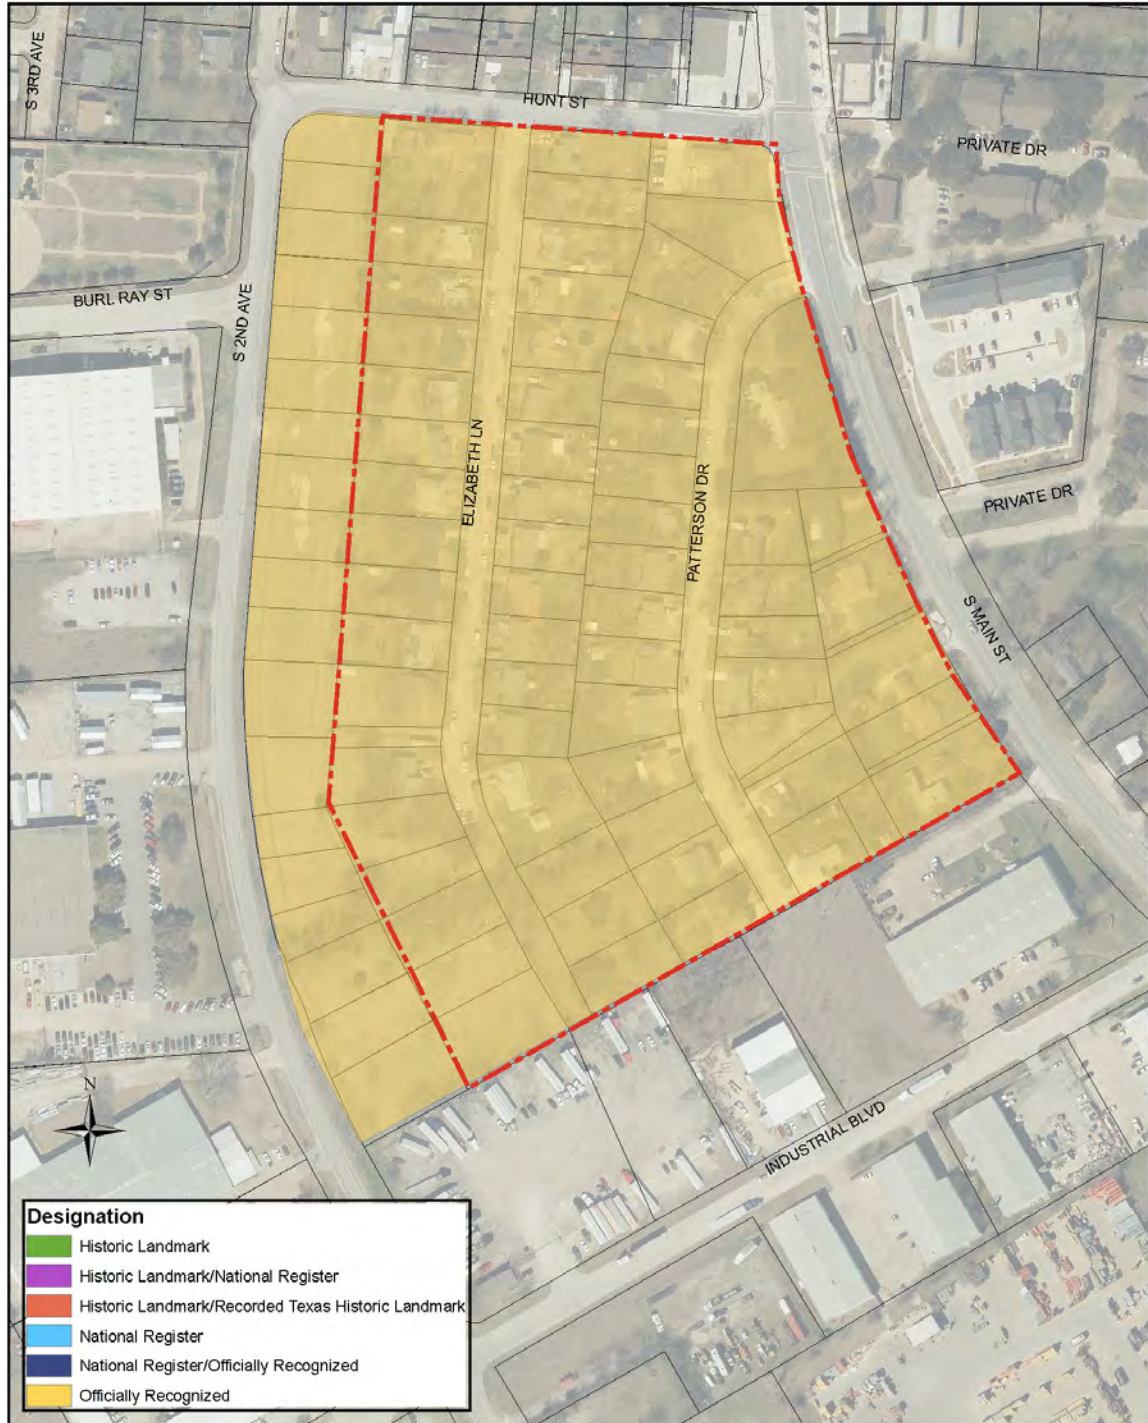 S 3RD AVE
HUNT ST
PRIVATE DR
BURL RAY ST
S 2ND AVE
ELIZABETH LN
PATTERSON DR
PRIVATE DR
S MAIN ST
INDUSTRIAL BLVD
N
Designation
Historic Landmark
Historic Landmark/National Register
Historic Landmark/Recorded Texas Historic Landmark
National Register
National Register/Officially Recognized
Officially Recognized